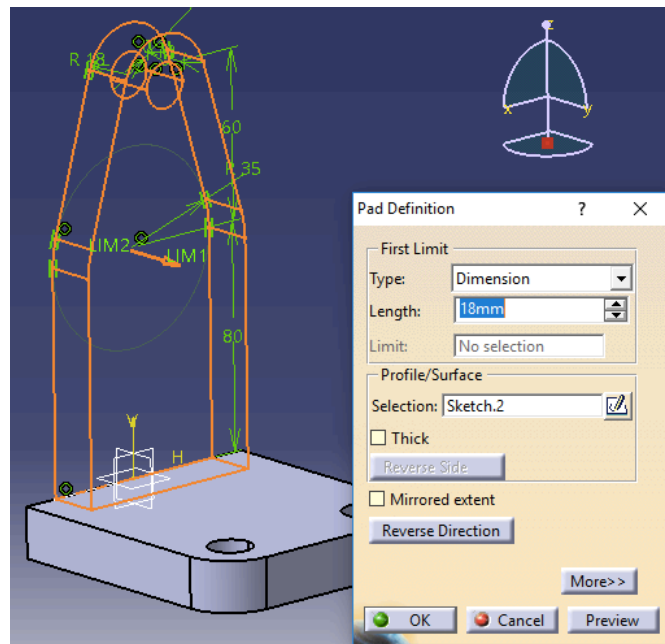 z
x
y
R 18
60
R 35
LIM2
LIM1
80
V
H
Pad Definition ? X
First Limit
Type: Dimension
Length: 18mm
Limit: No selection
Profile/Surface
Selection: Sketch.2
Thick
Reverse Side
Mirrored extent
Reverse Direction
More>>
OK Cancel Preview